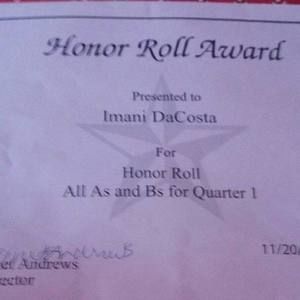 Honor Roll Award
Presented to
Imani DaCosta
For
Honor Roll
All As and Bs for Quarter 1
11/20/
Andrews